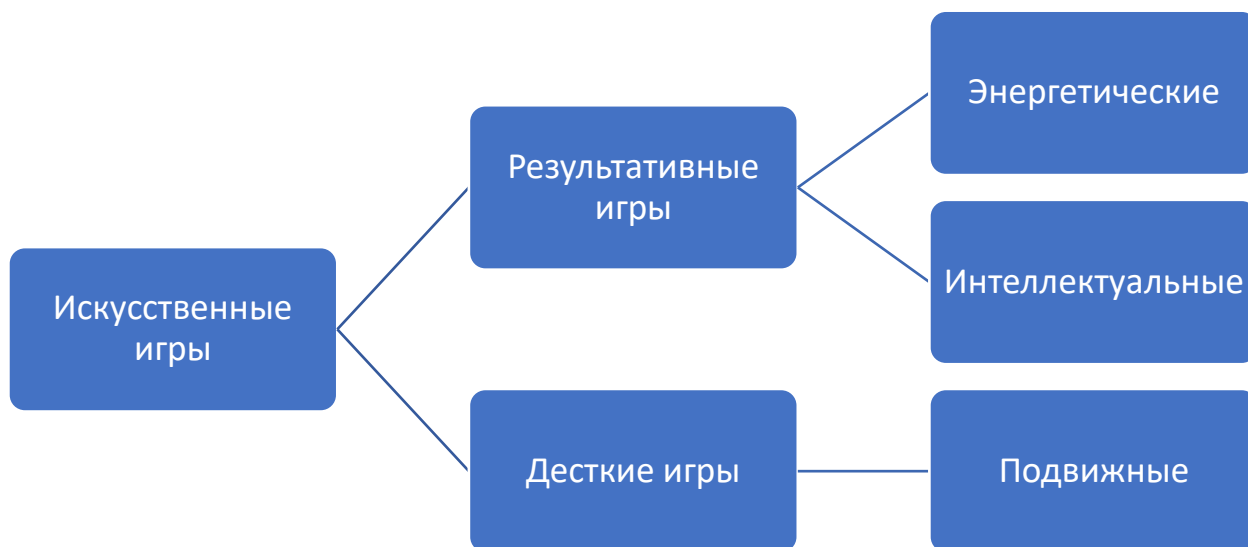 Искусственные
игры
Результативные
игры
Энергетические
Интеллектуальные
Десткие игры
Подвижные